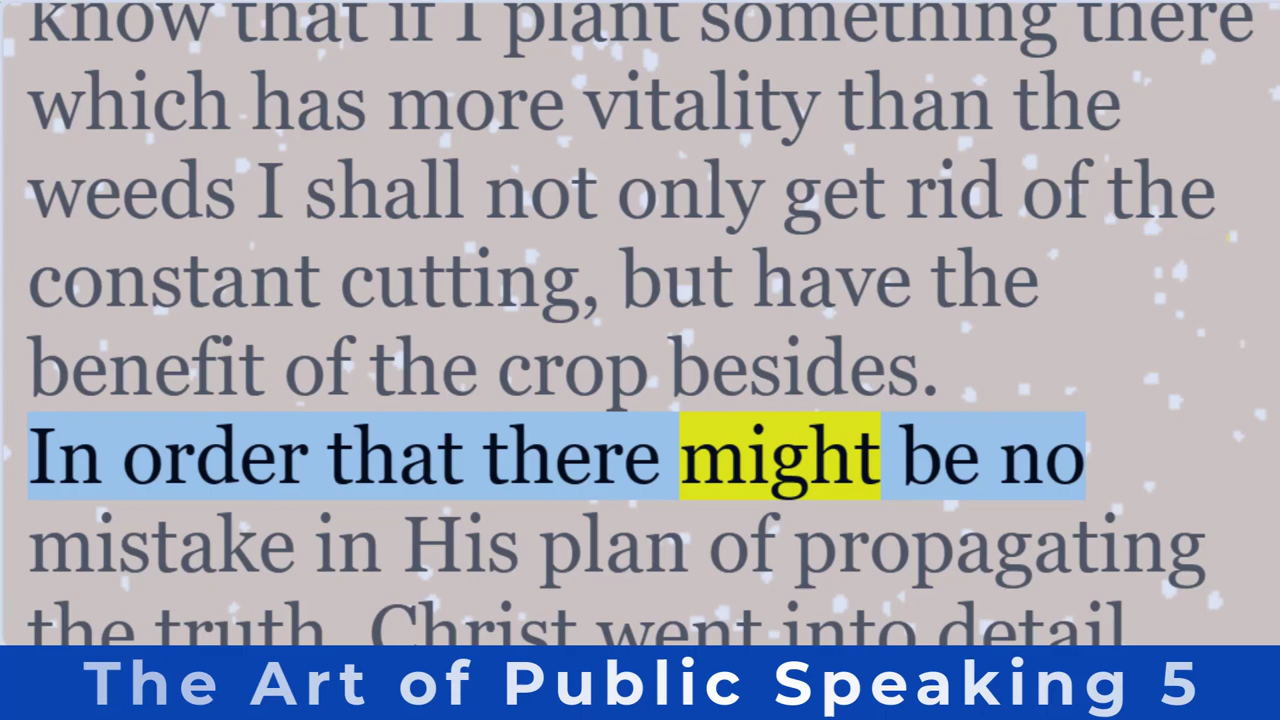 know that if I plant something there
which has more vitality than the
weeds I shall not only get rid of the
constant cutting, but have the
benefit of the crop besides.
In order that there might be no
mistake in His plan of propagating
the truth, Christ went into detail
The Art of Public Speaking 5